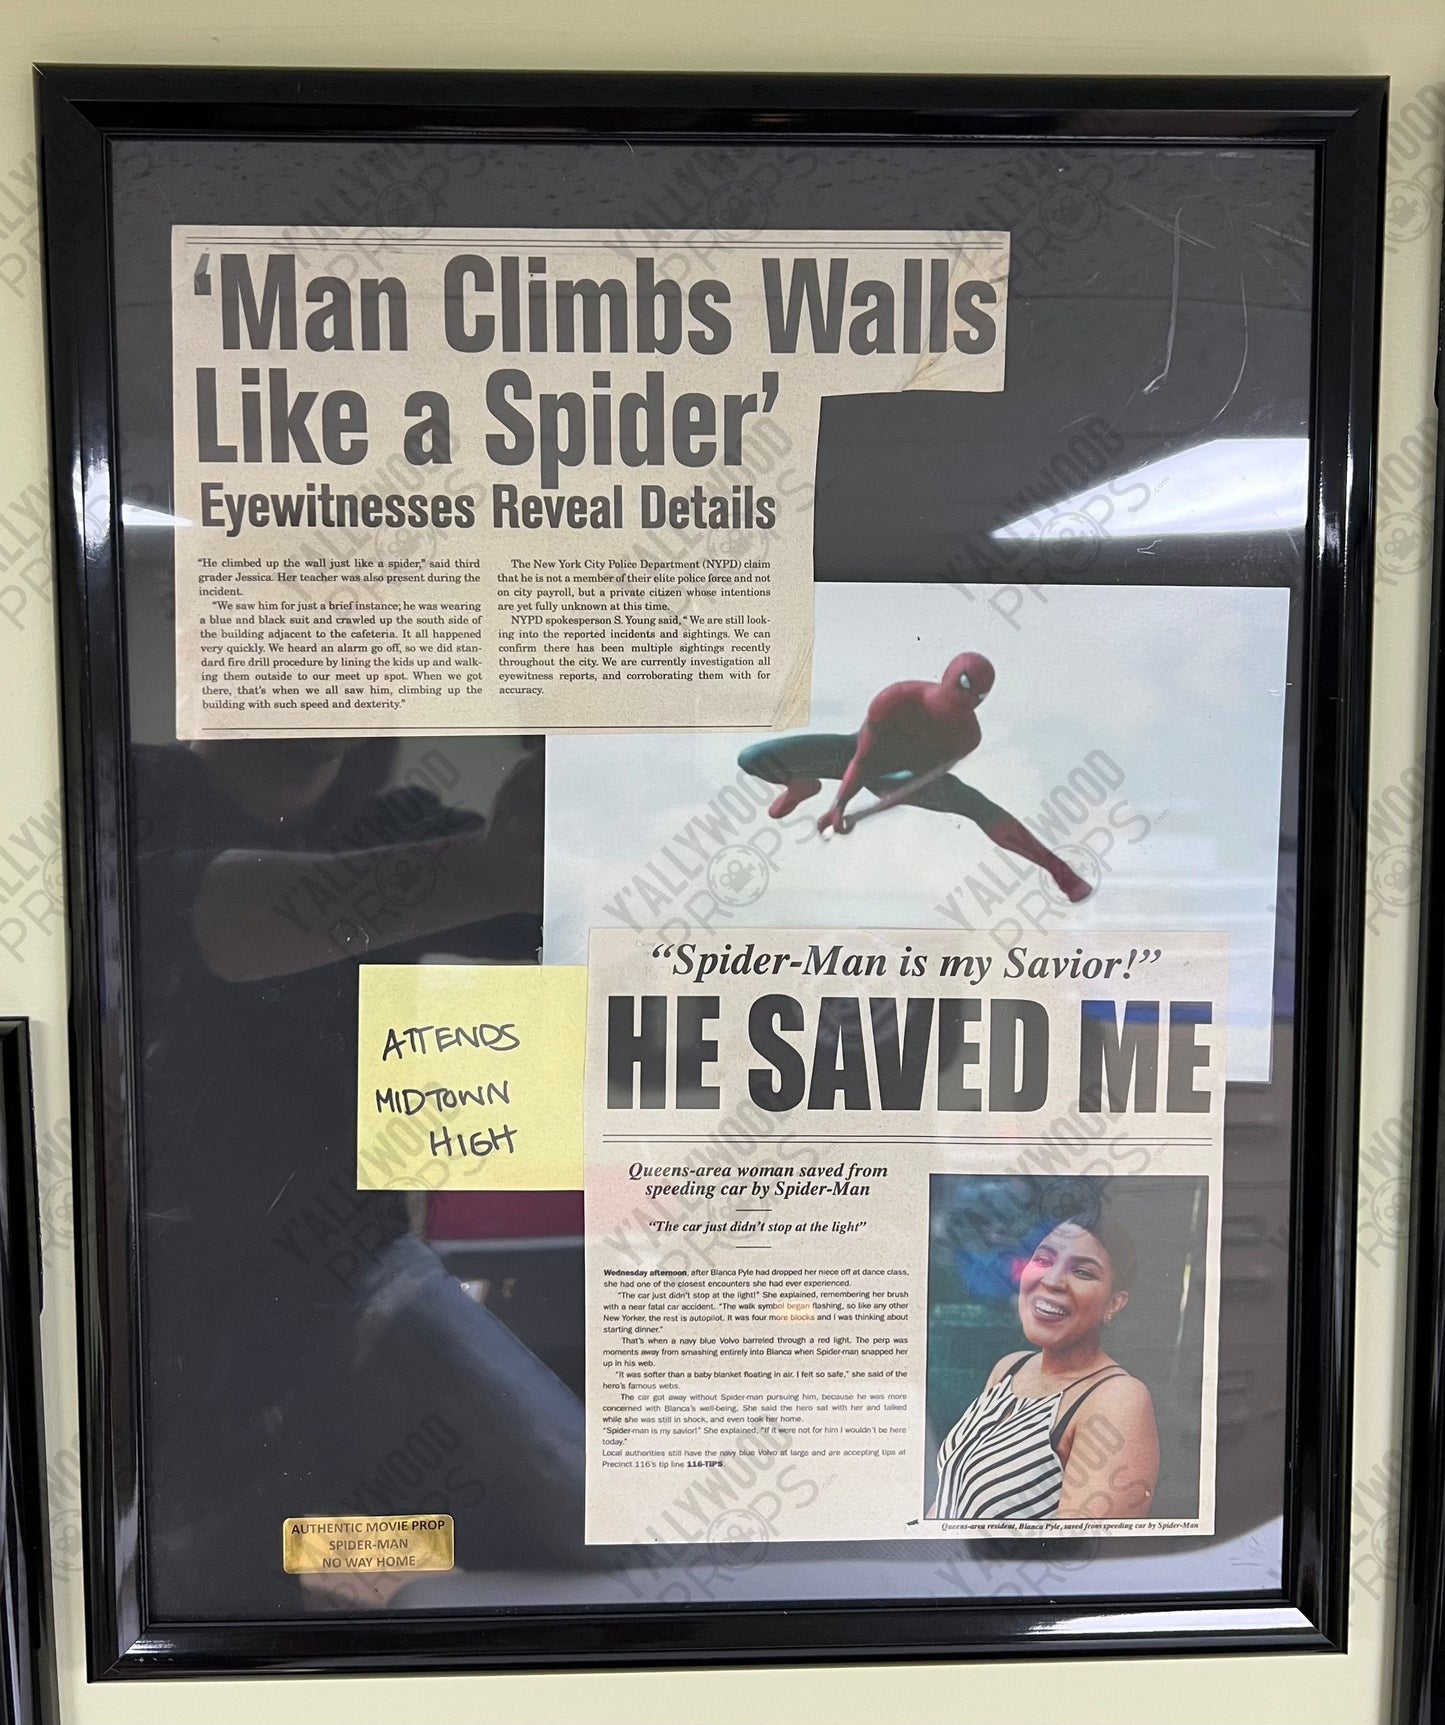 ‘Man Climbs Walls
Like a Spider’
Eyewitnesses Reveal Details
“He climbed up the wall just like a spider,” said third
grader Jessica. Her teacher was also present during the
incident.
“We saw him for just a brief instance; he was wearing
a blue and black suit and crawled up the south side of
the building adjacent to the cafeteria. It all happened
very quickly. We heard an alarm go off, so we did stan-
dard fire drill procedure by lining the kids up and walk-
ing them outside to our meet up spot. When we got
there, that’s when we all saw him, climbing up the
building with such speed and dexterity.”
The New York City Police Department (NYPD) claim
that he is not a member of their elite police force and not
on city payroll, but a private citizen whose intentions
are yet fully unknown at this time.
NYPD spokesperson S. Young said, “We are still look-
ing into the reported incidents and sightings. We can
confirm there has been multiple sightings recently
throughout the city. We are currently investigation all
eyewitness reports, and corroborating them with for
accuracy.
ATTENDS
MIDTOWN
HIGH
“Spider-Man is my Savior!”
HE SAVED ME
Queens-area woman saved from
speeding car by Spider-Man
“The car just didn’t stop at the light”
Wednesday afternoon, after Blanca Pyle had dropped her niece off at dance class,
she had one of the closest encounters she had ever experienced.
"The car just didn't stop at the light!" She explained, remembering her brush
with a near fatal car accident. "The walk symbol began flashing, so like any other
New Yorker, the rest is autopilot. It was four more blocks and I was thinking about
starting dinner."
That's when a navy blue Volvo barreled through a red light. The perp was
moments away from smashing entirely into Blanca when Spider-man snapped her
up in his web.
"It was softer than a baby blanket floating in air. I felt so safe," she said of the
hero's famous webs.
The car got away without Spider-man pursuing him, because he was more
concerned with Blanca's well-being. She said the hero sat with her and talked
while she was still in shock, and even took her home.
"Spider-man is my savior!" She explained, "If it were not for him I wouldn't be here
today."
Local authorities still have the navy blue Volvo at large and are accepting tips at
Precinct 116's tip line 116-TIPS.
Queens-area resident, Blanca Pyle, saved from speeding car by Spider-Man
AUTHENTIC MOVIE PROP
SPIDER-MAN
NO WAY HOME
Y'ALLYWOOD
PROPS.com